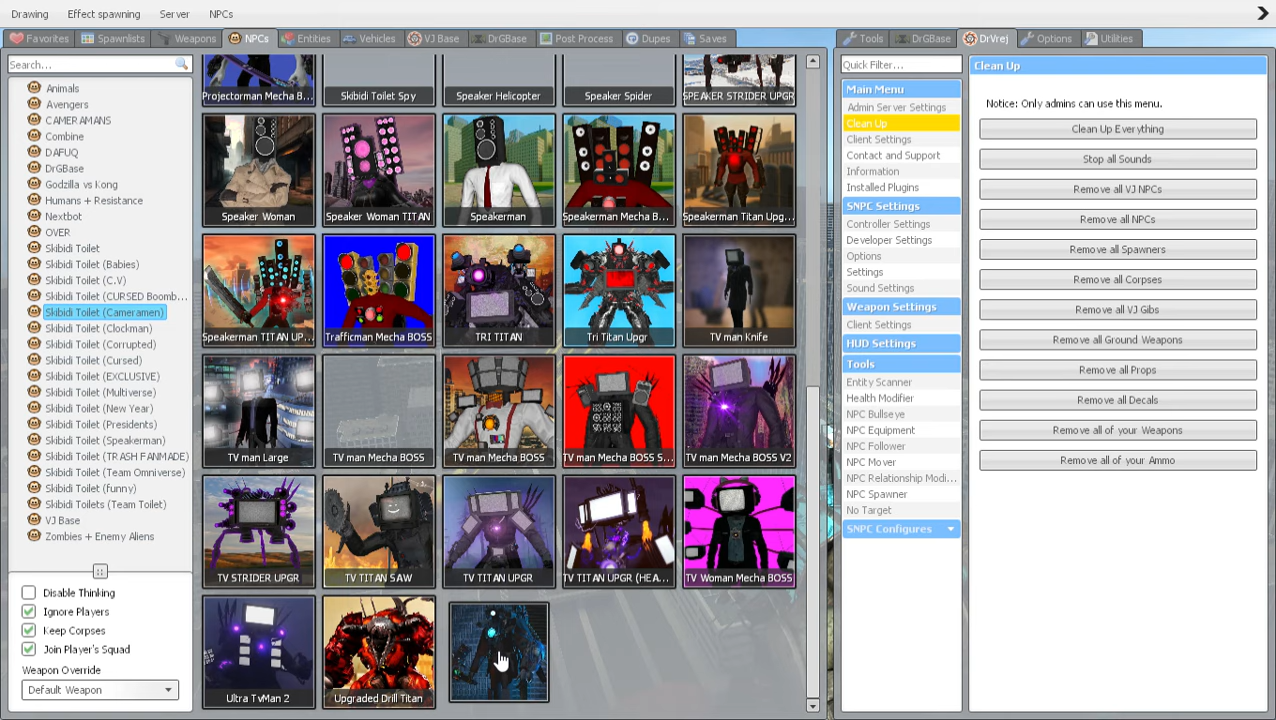 Drawing Effect spawning Server NPCs
Favorites Spawnlists Weapons NPCs Entities Vehicles VJ Base DrGBase Post Process Dupes Saves
Tools DrGBase DrVrej Options Utilities
Search...
Animals
Avengers
CAMERAMANS
Combine
DAFUQ
DrGBase
Godzilla vs Kong
Humans + Resistance
Nextbot
OVER
Skibidi Toilet
Skibidi Toilet (Babies)
Skibidi Toilet (C.V)
Skibidi Toilet (CURSED Boomb...
Skibidi Toilet (Cameramen)
Skibidi Toilet (Clockman)
Skibidi Toilet (Corrupted)
Skibidi Toilet (Cursed)
Skibidi Toilet (EXCLUSIVE)
Skibidi Toilet (Multiverse)
Skibidi Toilet (New Year)
Skibidi Toilet (Presidents)
Skibidi Toilet (Speakerman)
Skibidi Toilet (TRASH FANMADE)
Skibidi Toilet (Team Omniverse)
Skibidi Toilet (funny)
Skibidi Toilets (Team Toilet)
VJ Base
Zombies + Enemy Aliens
Disable Thinking
Ignore Players
Keep Corpses
Join Player's Squad
Weapon Override
Default Weapon
Projectorman Mecha B... Skibidi Toilet Spy Speaker Helicopter Speaker Spider SPEAKER STRIDER UPGR
Speaker Woman Speaker Woman TITAN Speakerman Speakerman Mecha B... Speakerman Titan Upg...
Speakerman TITAN UP... Trafficman Mecha BOSS TRI TITAN Tri Titan Upgr TV man Knife
TV man Large TV man Mecha BOSS TV man Mecha BOSS TV man Mecha BOSS S... TV man Mecha BOSS V2
TV STRIDER UPGR TV TITAN SAW TV TITAN UPGR TV TITAN UPGR (HEA... TV Woman Mecha BOSS
Ultra TvMan 2 Upgraded Drill Titan
Quick Filter...
Main Menu
Admin Server Settings
Clean Up
Client Settings
Contact and Support
Information
Installed Plugins
SNPC Settings
Controller Settings
Developer Settings
Options
Settings
Sound Settings
Weapon Settings
Client Settings
HUD Settings
Tools
Entity Scanner
Health Modifier
NPC Bullseye
NPC Equipment
NPC Follower
NPC Mover
NPC Relationship Modi...
NPC Spawner
No Target
SNPC Configures
Clean Up
Notice: Only admins can use this menu.
Clean Up Everything
Stop all Sounds
Remove all VJ NPCs
Remove all NPCs
Remove all Spawners
Remove all Corpses
Remove all VJ Gibs
Remove all Ground Weapons
Remove all Props
Remove all Decals
Remove all of your Weapons
Remove all of your Ammo